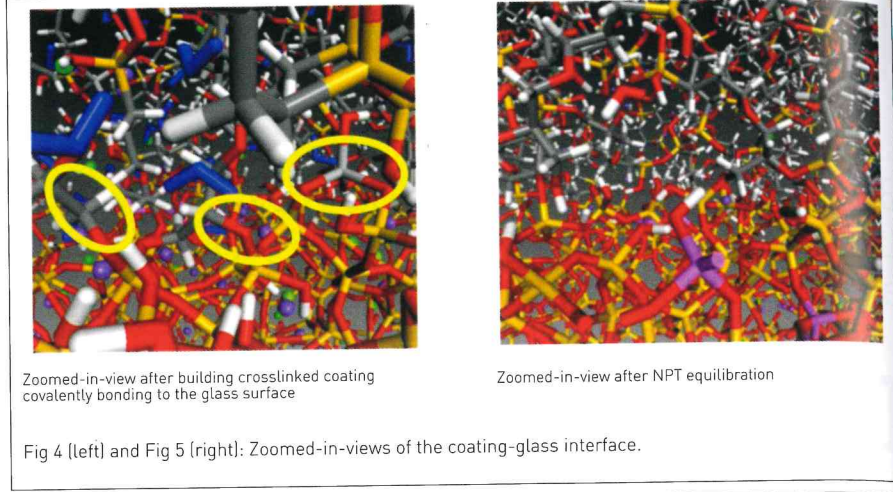 Zoomed-in-view after building crosslinked coating
covalently bonding to the glass surface
Zoomed-in-view after NPT equilibration
Fig 4 (left) and Fig 5 (right): Zoomed-in-views of the coating-glass interface.